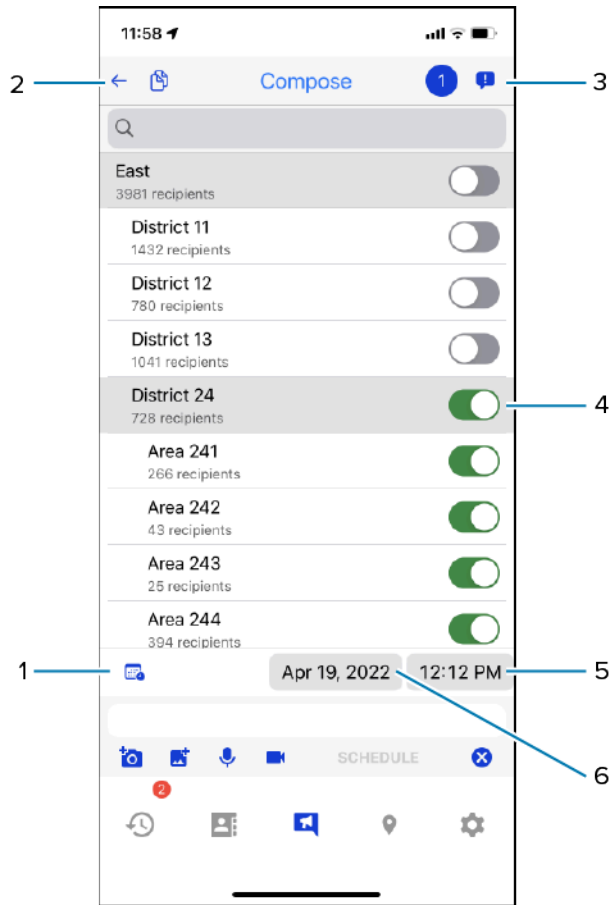 11:58
2
Compose
1
3
East
3981 recipients
District 11
1432 recipients
District 12
780 recipients
District 13
1041 recipients
District 24
728 recipients
4
Area 241
266 recipients
Area 242
43 recipients
Area 243
25 recipients
Area 244
394 recipients
1
Apr 19, 2022
12:12 PM
5
SCHEDULE
6
2